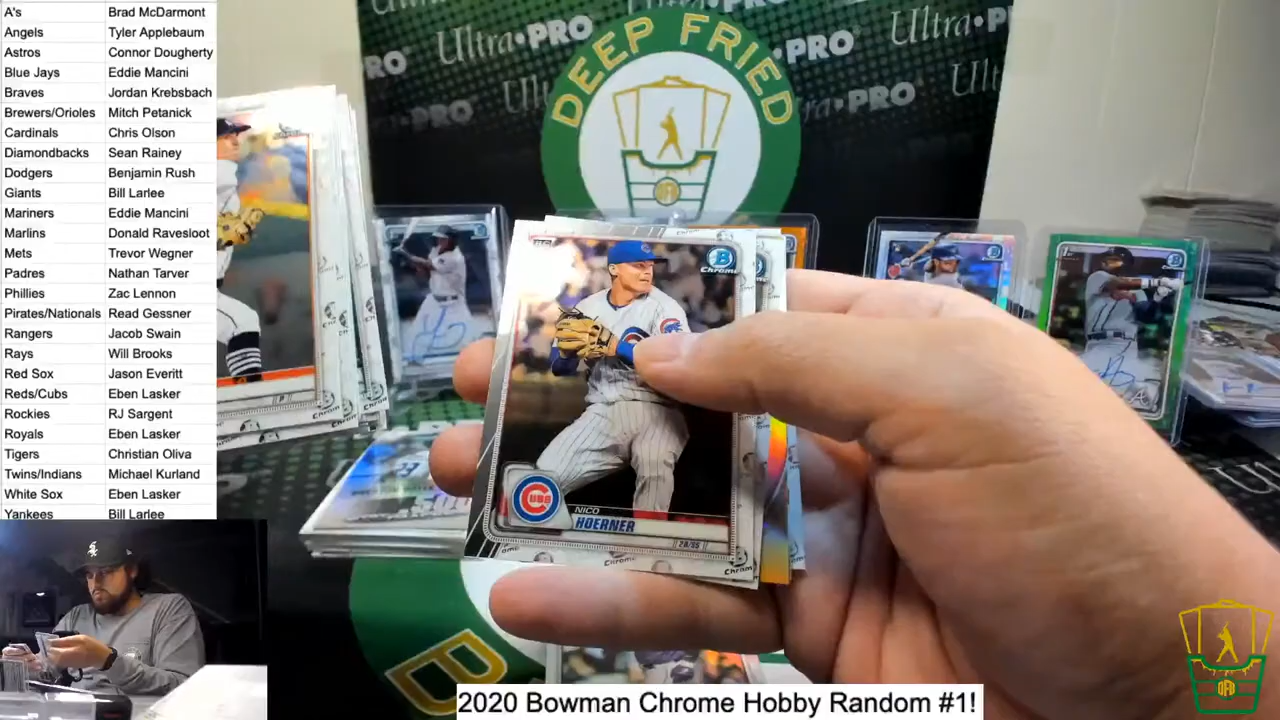 A's Brad McDarmont
Angels Tyler Applebaum
Astros Connor Dougherty
Blue Jays Eddie Mancini
Braves Jordan Krebsbach
Brewers/Orioles Mitch Petanick
Cardinals Chris Olson
Diamondbacks Sean Rainey
Dodgers Benjamin Rush
Giants Bill Larlee
Mariners Eddie Mancini
Marlins Donald Ravesloot
Mets Trevor Wegner
Padres Nathan Tarver
Phillies Zac Lennon
Pirates/Nationals Read Gessner
Rangers Jacob Swain
Rays Will Brooks
Red Sox Jason Everitt
Reds/Cubs Eben Lasker
Rockies RJ Sargent
Royals Eben Lasker
Tigers Christian Oliva
Twins/Indians Michael Kurland
White Sox Eben Lasker
Yankees Bill Larlee
Ultra PRO
DEEP FRIED
Chrome
CUBS
NICO
HOERNER
2B/SS
2020 Bowman Chrome Hobby Random #1!